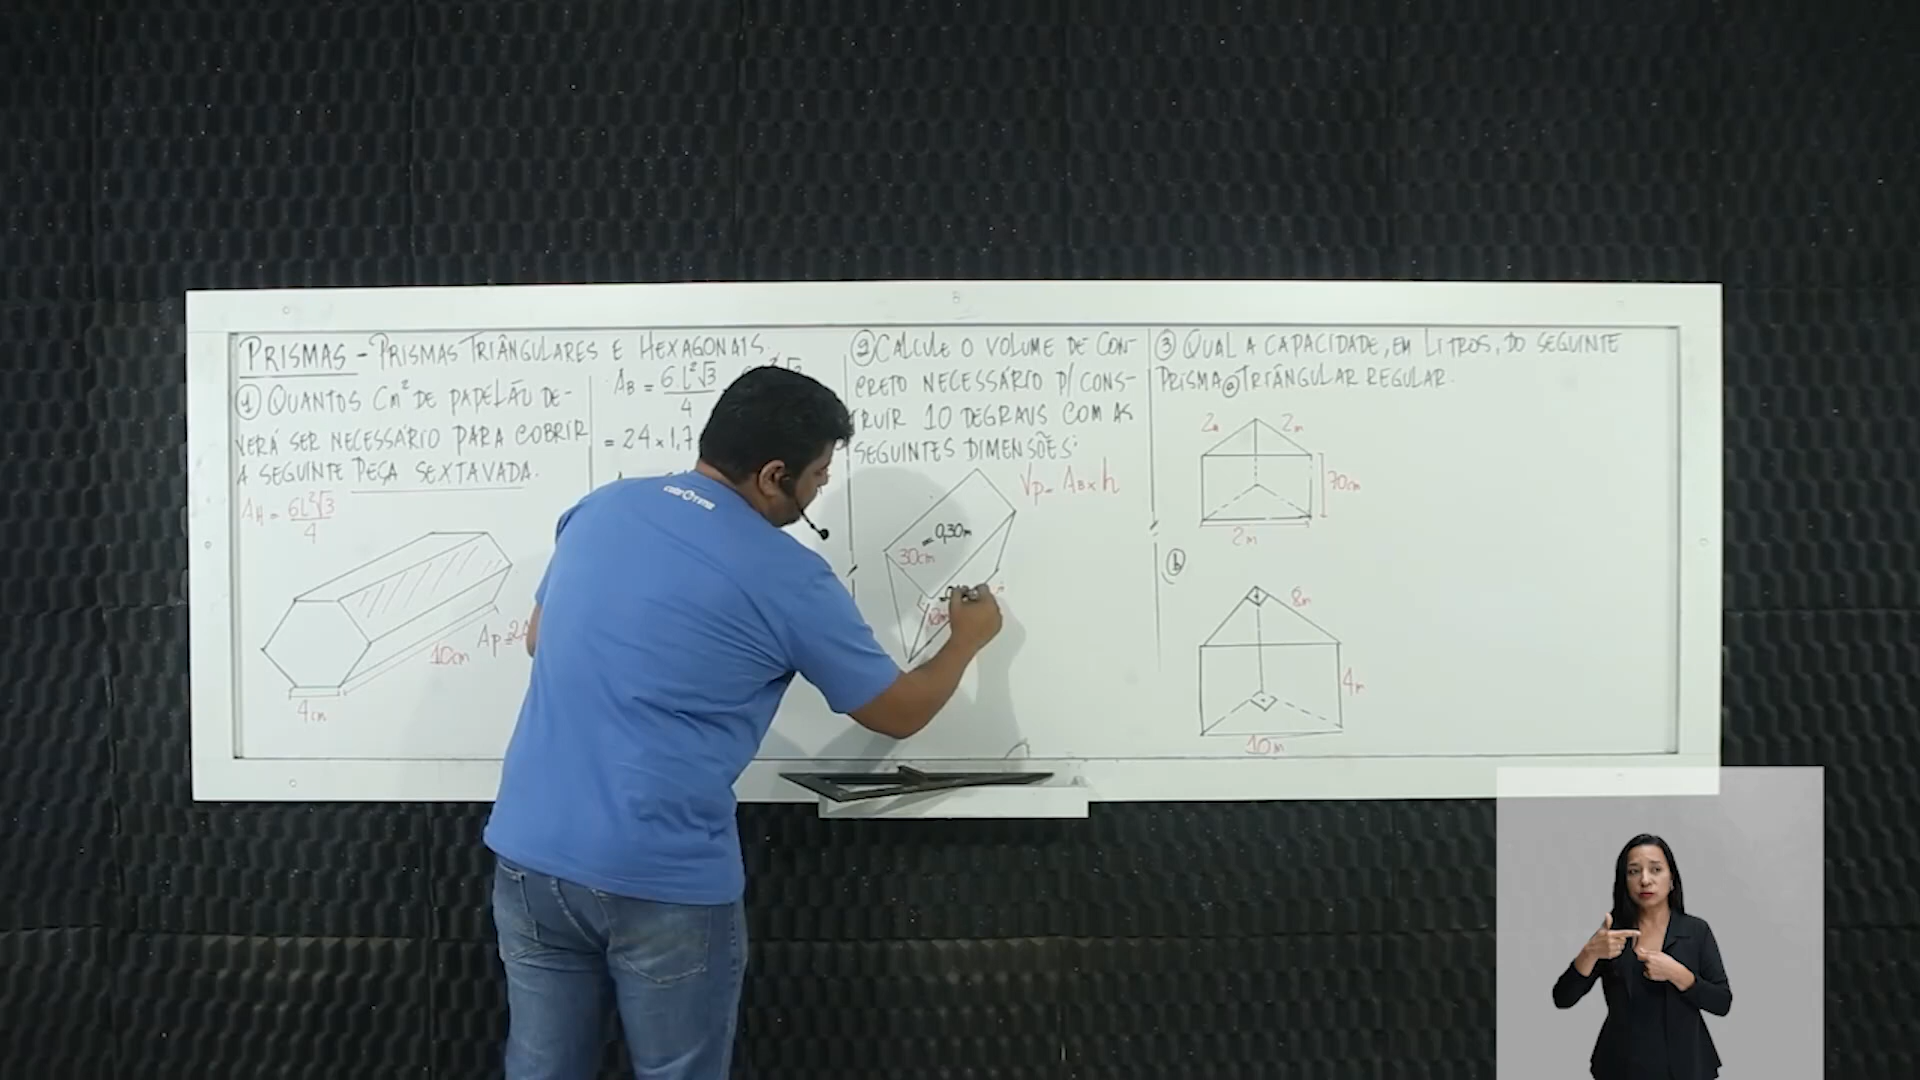 PRISMAS - PRISMAS TRIÂNGULARES E HEXAGONAIS.
① QUANTOS Cm² DE PAPELÃO DE-
VERÁ SER NECESSÁRIO PARA COBRIR
A SEGUINTE PEÇA SEXTAVADA.
AH = 6L²√3
4
10cm
4cm
AB = 6L²√3
4
= 24 x 1,7
② CALCULE O VOLUME DE CON-
CRETO NECESSÁRIO P/ CONS-
TRUIR 10 DEGRAUS COM AS
SEGUINTES DIMENSÕES:
Vp = AB x h
= 0,30m
30cm
③ QUAL A CAPACIDADE, EM LITROS, DO SEGUINTE
PRISMA ⓐ TRIÂNGULAR REGULAR.
2m
70cm
2m
ⓑ
8m
4m
10m